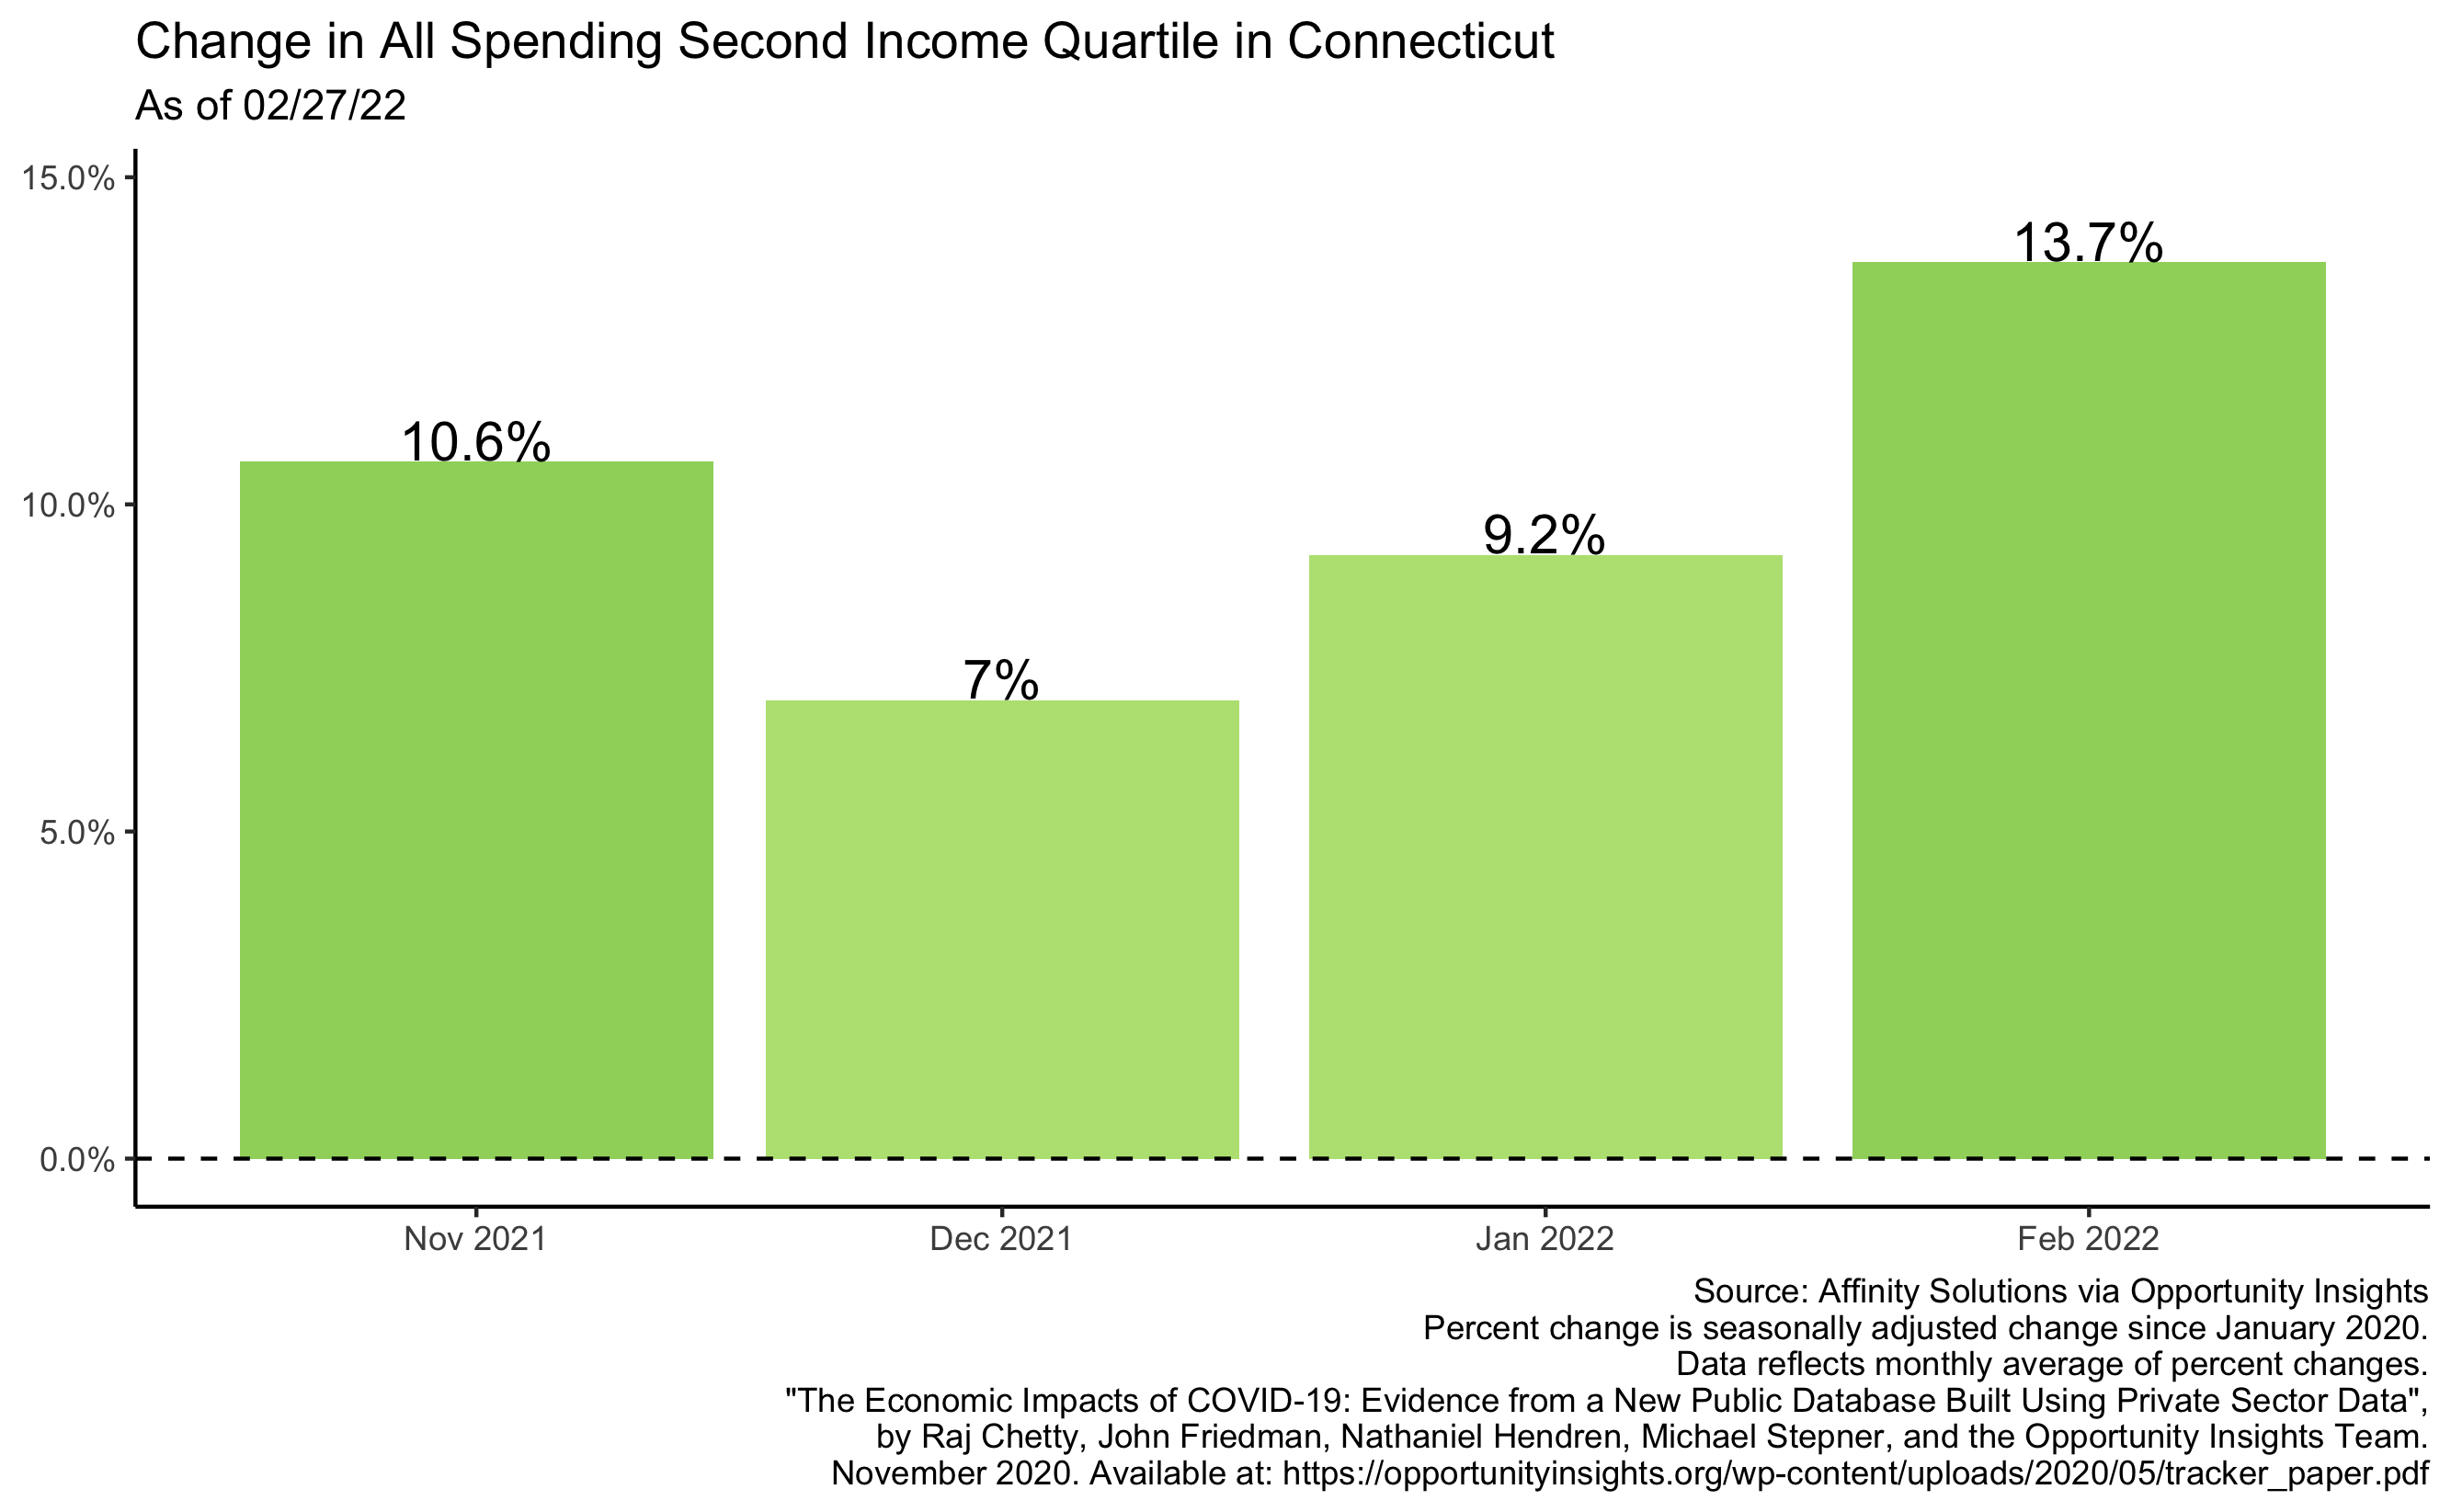 Change in All Spending Second Income Quartile in Connecticut
As of 02/27/22
15.0%
10.0%
5.0%
0.0%
10.6%
7%
9.2%
13.7%
Nov 2021
Dec 2021
Jan 2022
Feb 2022
Source: Affinity Solutions via Opportunity Insights
Percent change is seasonally adjusted change since January 2020.
Data reflects monthly average of percent changes.
"The Economic Impacts of COVID-19: Evidence from a New Public Database Built Using Private Sector Data",
by Raj Chetty, John Friedman, Nathaniel Hendren, Michael Stepner, and the Opportunity Insights Team.
November 2020. Available at: https://opportunityinsights.org/wp-content/uploads/2020/05/tracker_paper.pdf